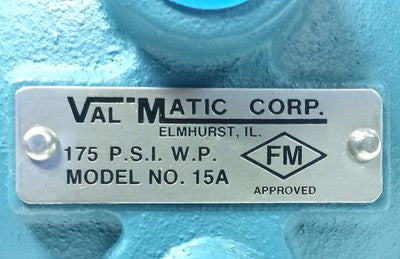 VAL MATIC CORP.
ELMHURST, IL.
175 P.S.I. W.P.
MODEL NO. 15A
FM
APPROVED